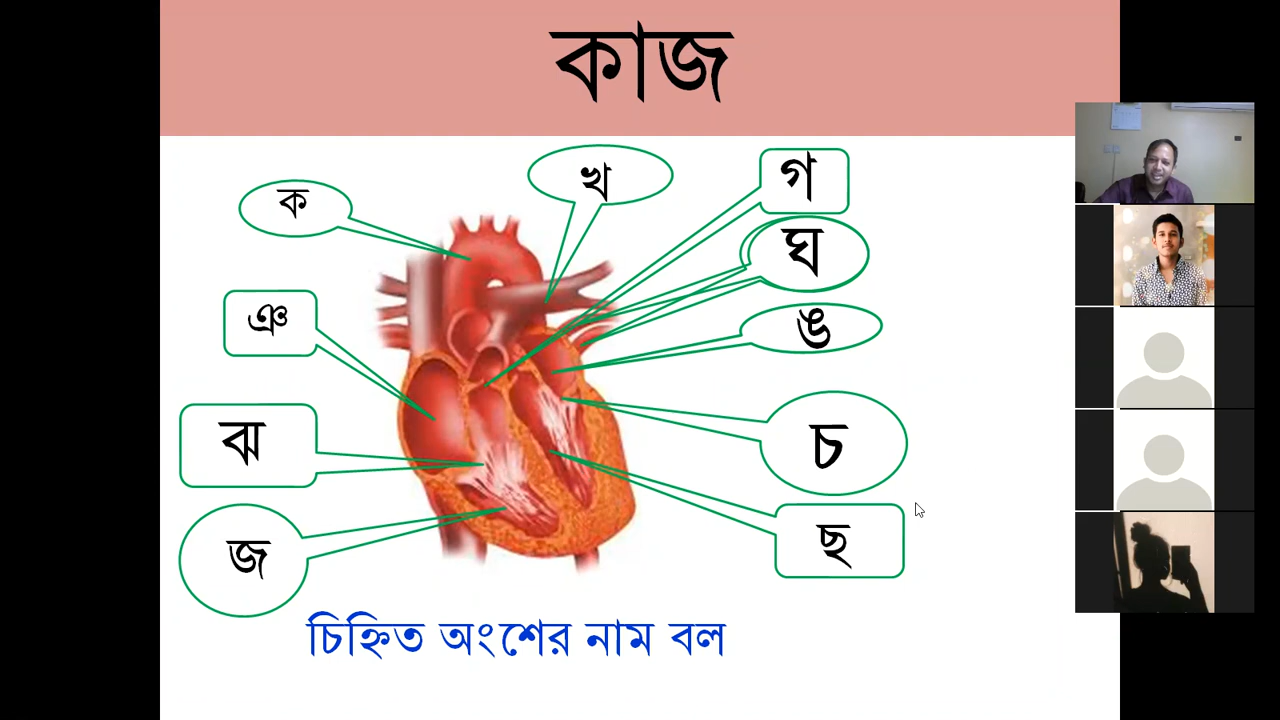 কাজ
ক
খ
গ
ঘ
ঙ
ঞ
চ
ঝ
ছ
জ
চিহ্নিত অংশের নাম বল